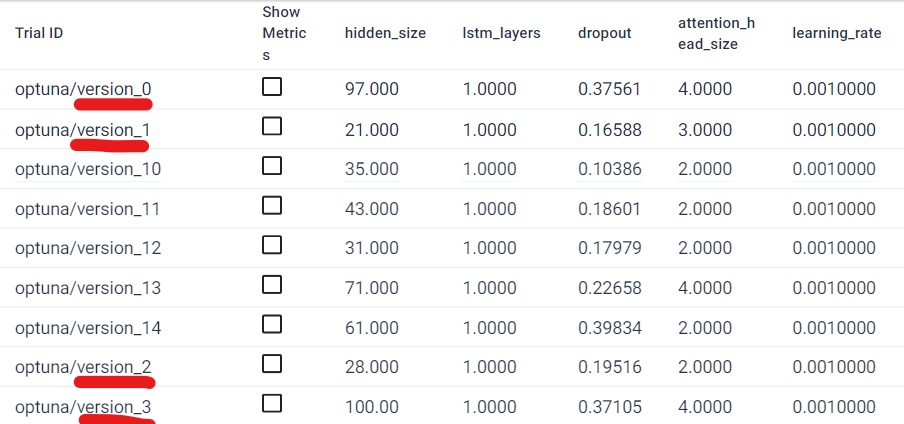 Trial ID Show Metric s hidden_size lstm_layers dropout attention_h ead_size learning_rate
optuna/version_0 97.000 1.0000 0.37561 4.0000 0.0010000
optuna/version_1 21.000 1.0000 0.16588 3.0000 0.0010000
optuna/version_10 35.000 1.0000 0.10386 2.0000 0.0010000
optuna/version_11 43.000 1.0000 0.18601 2.0000 0.0010000
optuna/version_12 31.000 1.0000 0.17979 2.0000 0.0010000
optuna/version_13 71.000 1.0000 0.22658 4.0000 0.0010000
optuna/version_14 61.000 1.0000 0.39834 2.0000 0.0010000
optuna/version_2 28.000 1.0000 0.19516 2.0000 0.0010000
optuna/version_3 100.00 1.0000 0.37105 4.0000 0.0010000